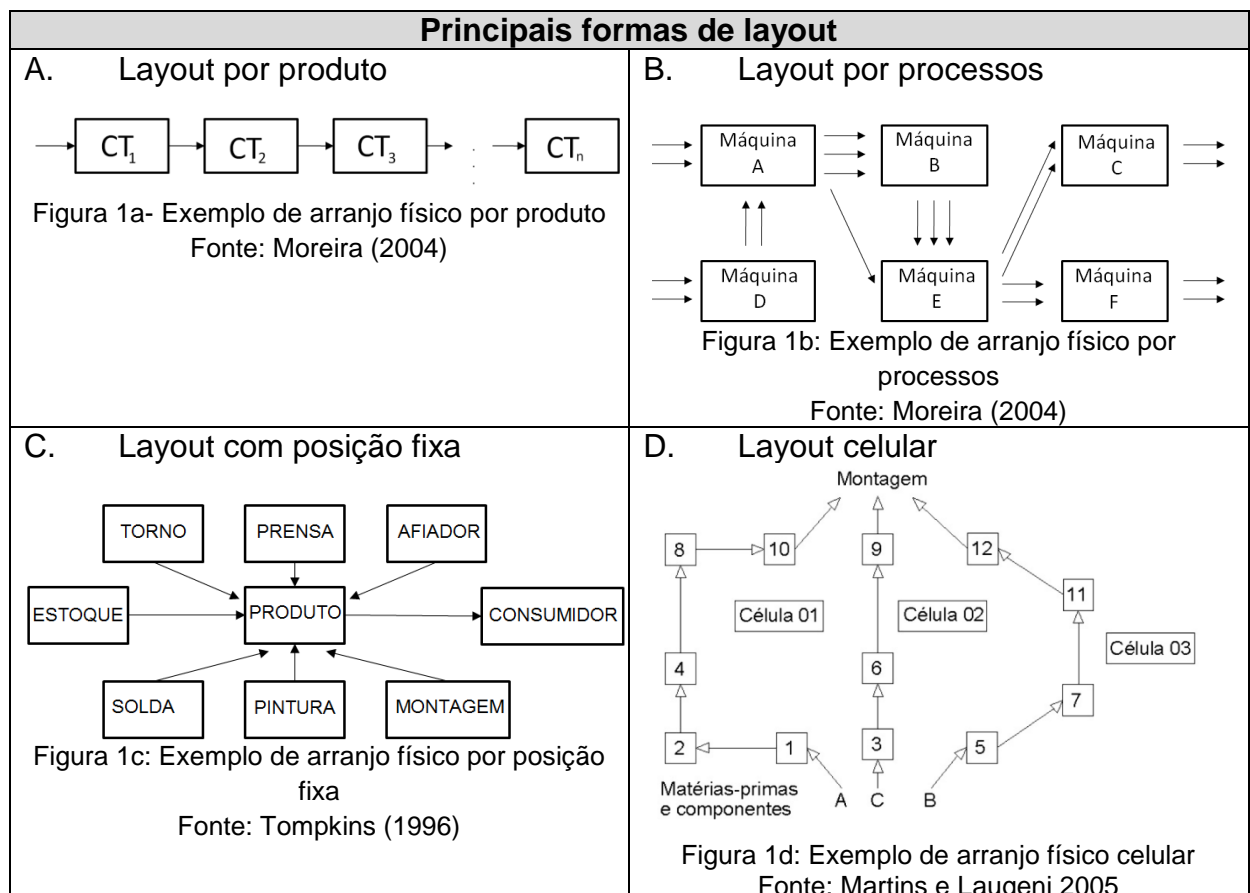 Principais formas de layout
A. Layout por produto
CT1 CT2 CT3 CTn
Figura 1a- Exemplo de arranjo físico por produto
Fonte: Moreira (2004)
B. Layout por processos
Máquina A
Máquina B
Máquina C
Máquina D
Máquina E
Máquina F
Figura 1b: Exemplo de arranjo físico por
processos
Fonte: Moreira (2004)
C. Layout com posição fixa
TORNO PRENSA AFIADOR
ESTOQUE PRODUTO CONSUMIDOR
SOLDA PINTURA MONTAGEM
Figura 1c: Exemplo de arranjo físico por posição
fixa
Fonte: Tompkins (1996)
D. Layout celular
Montagem
8 10 9 12
11
Célula 01 Célula 02
Célula 03
4 6
7
2 1 3 5
Matérias-primas
e componentes
A C B
Figura 1d: Exemplo de arranjo físico celular
Fonte: Martins e Laugeni 2005